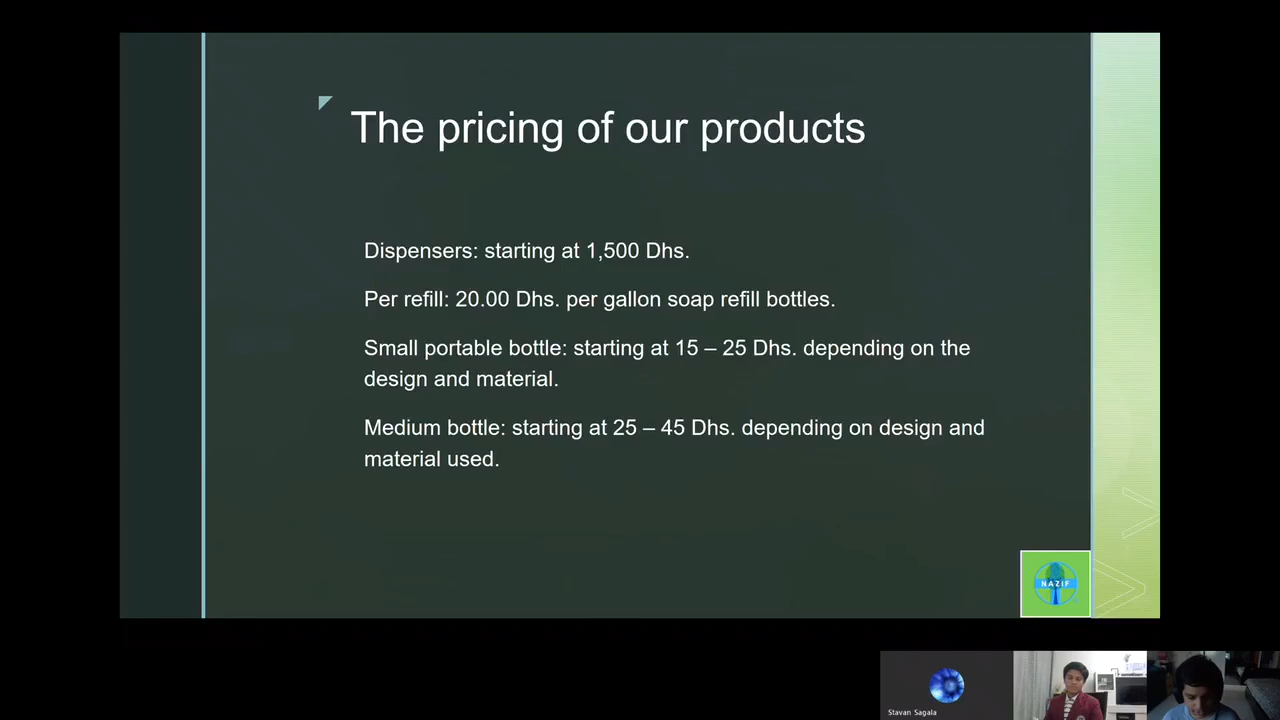 The pricing of our products
Dispensers: starting at 1,500 Dhs.
Per refill: 20.00 Dhs. per gallon soap refill bottles.
Small portable bottle: starting at 15 – 25 Dhs. depending on the
design and material.
Medium bottle: starting at 25 – 45 Dhs. depending on design and
material used.
NAZIF
Stavan Sagala